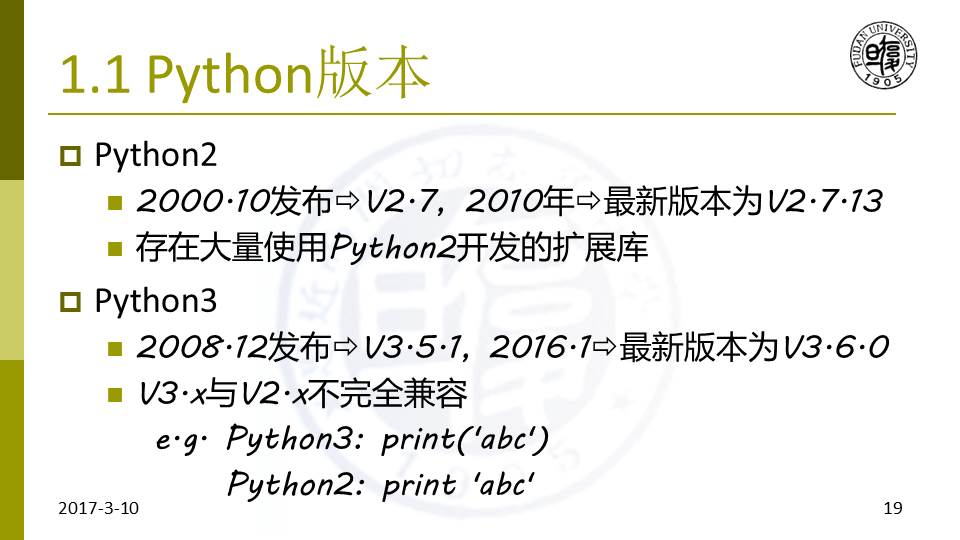 1.1 Python版本
FUDAN UNIVERSITY
1905
Python2
2000.10发布⇨V2.7, 2010年⇨最新版本为V2.7.13
存在大量使用Python2开发的扩展库
Python3
2008.12发布⇨V3.5.1, 2016.1⇨最新版本为V3.6.0
V3.x与V2.x不完全兼容
e.g. Python3: print('abc')
Python2: print 'abc'
2017-3-10
19